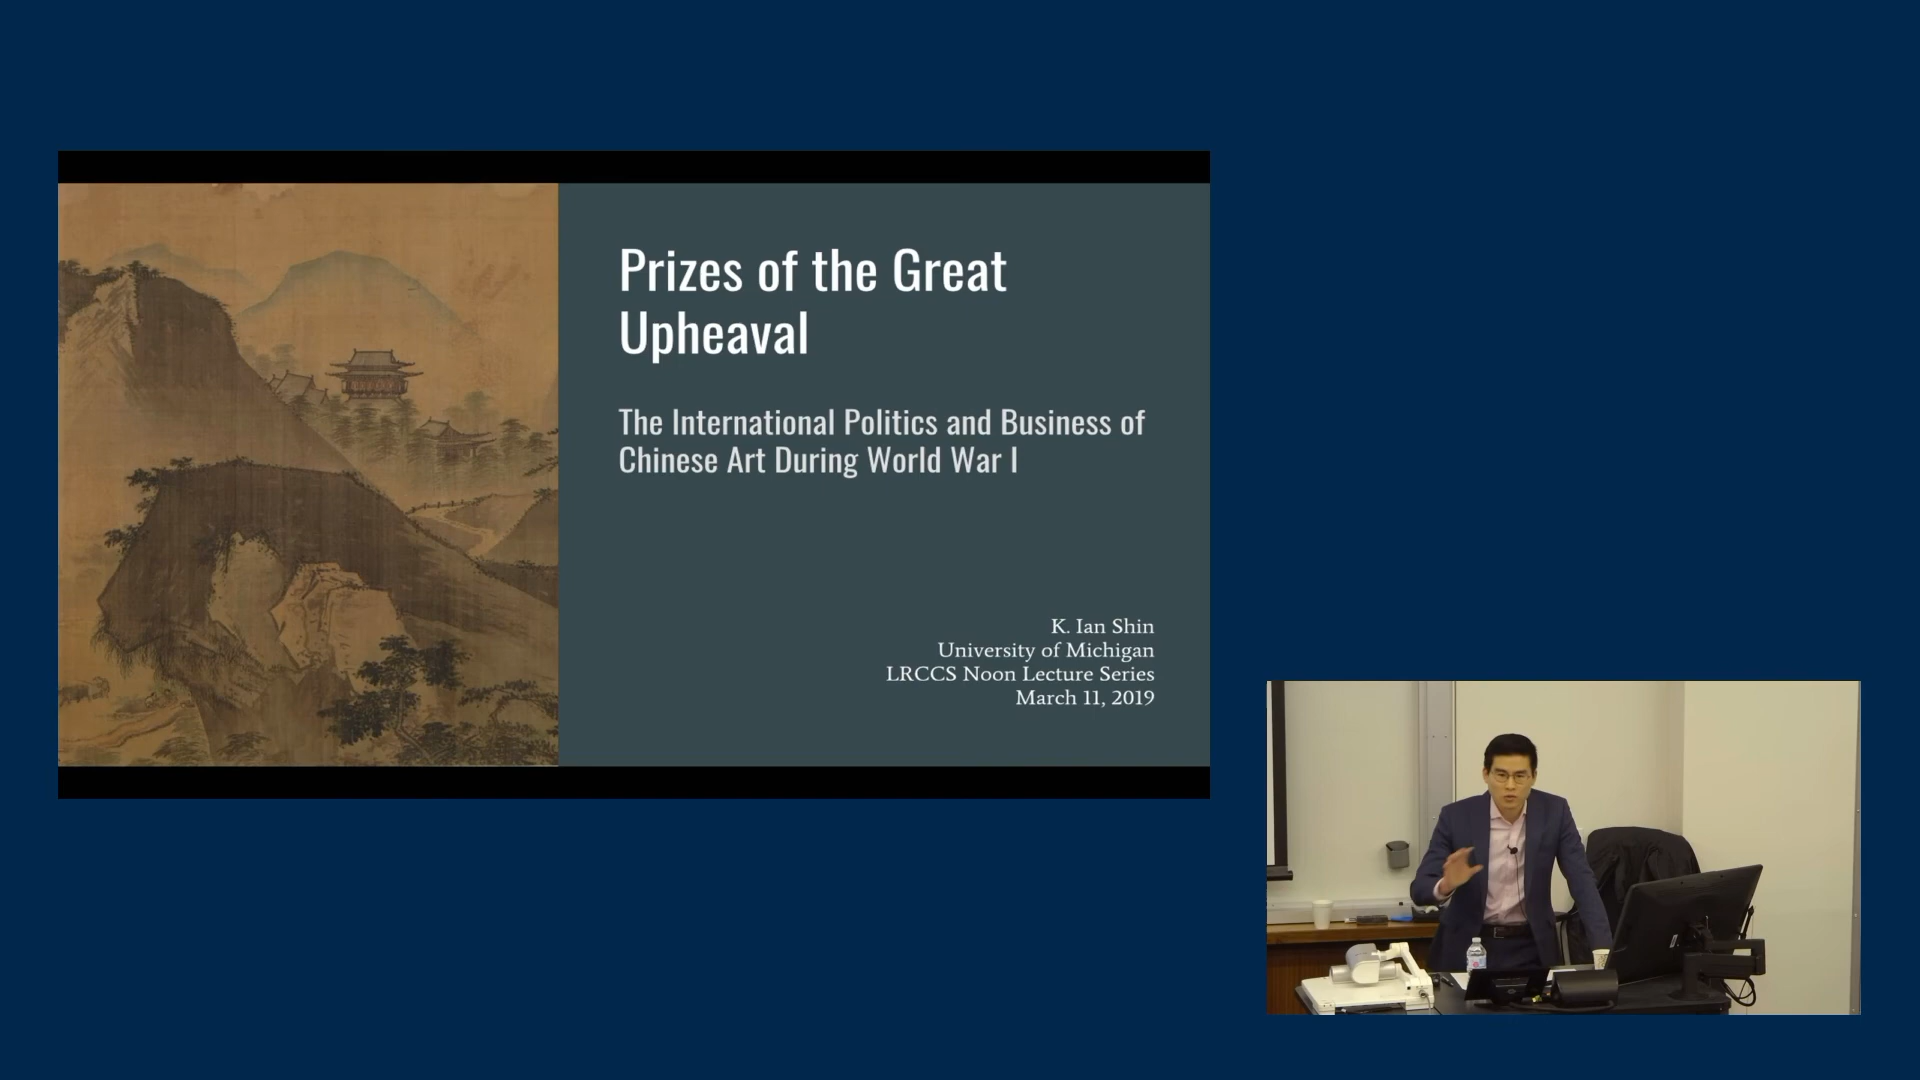 Prizes of the Great
Upheaval
The International Politics and Business of
Chinese Art During World War I
K. Ian Shin
University of Michigan
LRCCS Noon Lecture Series
March 11, 2019